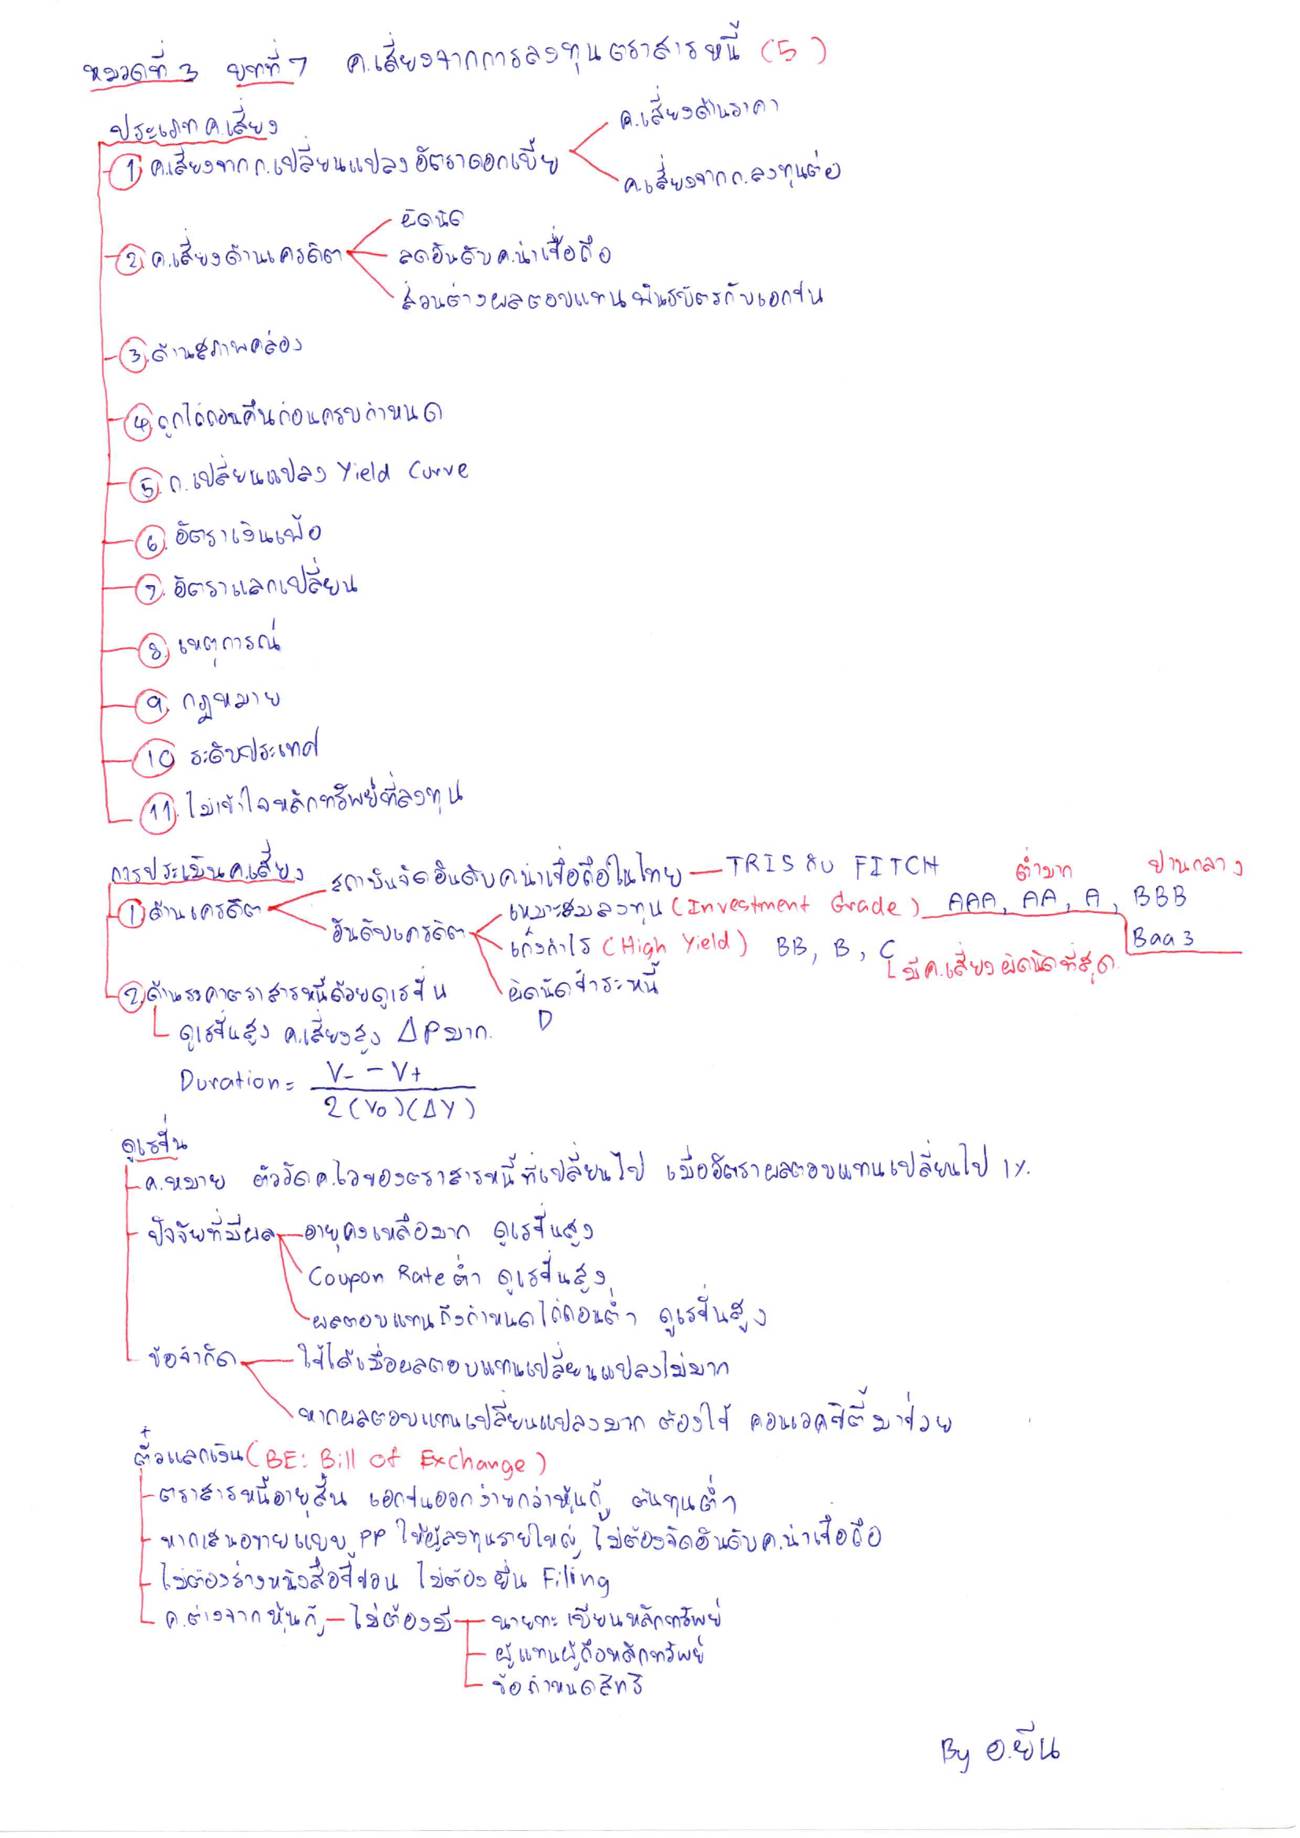 หมวดที่ 3 บทที่ 7 ค.เสี่ยงจากการลงทุนตราสารหนี้ (5)
ประเภทค.เสี่ยง
ค.เสี่ยงด้านราคา
1 ค.เสี่ยงจากก.เปลี่ยนแปลงอัตราดอกเบี้ย
ค.เสี่ยงจากก.ลงทุนต่อ
ผิดนัด
2 ค.เสี่ยงด้านเครดิต
ลดอันดับค.น่าเชื่อถือ
ส่วนต่างผลตอบแทนพันธบัตรกับเอกชน
3. ด้านสภาพคล่อง
4 ถูกไถ่ถอนคืนก่อนครบกำหนด
5. ก.เปลี่ยนแปลง Yield Curve
6. อัตราเงินเฟ้อ
7. อัตราแลกเปลี่ยน
8. เหตุการณ์
9. กฎหมาย
10 ระดับประเทศ
11. ไม่เข้าใจหลักทรัพย์ที่ลงทุน
การประเมินค.เสี่ยง
สถาบันจัดอันดับค.น่าเชื่อถือในไทย — TRIS กับ FITCH
ต่ำมาก ปานกลาง
1 ด้านเครดิต
อันดับเครดิต
เหมาะสมลงทุน (Investment Grade) AAA, AA, A, BBB
Baa3
เก็งกำไร (High Yield) BB, B, C
มีค.เสี่ยงผิดนัดที่สุด
ผิดนัดชำระหนี้
D
2 ด้านราคาตราสารหนี้ด้วยดูเรชั่น
ดูเรชั่นสูง ค.เสี่ยงสูง ΔP มาก.
Duration = V- - V+
2(V0)(ΔY)
ดูเรชั่น
ค.หมาย ตัววัดค.ไวของตราสารหนี้ที่เปลี่ยนไป เมื่ออัตราผลตอบแทนเปลี่ยนไป 1%.
ปัจจัยที่มีผล อายุคงเหลือมาก ดูเรชั่นสูง
Coupon Rate ต่ำ ดูเรชั่นสูง
ผลตอบแทนถึงกำหนดไถ่ถอนต่ำ ดูเรชั่นสูง
ข้อจำกัด ใช้ได้เมื่อผลตอบแทนเปลี่ยนแปลงไม่มาก
หากผลตอบแทนเปลี่ยนแปลงมาก ต้องใช้ คอนเวคซิตี้มาช่วย
ตั๋วแลกเงิน (BE: Bill of Exchange)
ตราสารหนี้อายุสั้น เอกชนออกง่ายกว่าหุ้นกู้ ต้นทุนต่ำ
หากเสนอขายแบบ PP ให้ผู้ลงทุนรายใหญ่ ไม่ต้องจัดอันดับค.น่าเชื่อถือ
ไม่ต้องร่างหนังสือชี้ชวน ไม่ต้องยื่น Filing
ค.ต่างจากหุ้นกู้ — ไม่ต้องมี — นายทะเบียนหลักทรัพย์
ผู้แทนผู้ถือหลักทรัพย์
ข้อกำหนดสิทธิ
By อ.ยีน